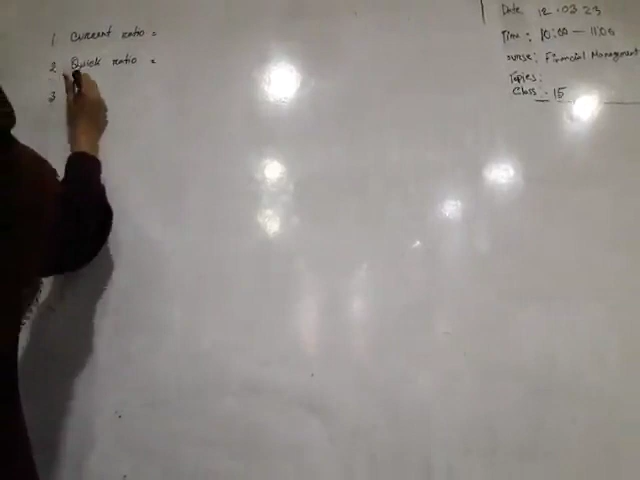 1 Current ratio =
2 Quick ratio =
3
Date 12.03.23
Time: 10:00 - 11:00
ourse: Financial Management
Topics:
Class: 15